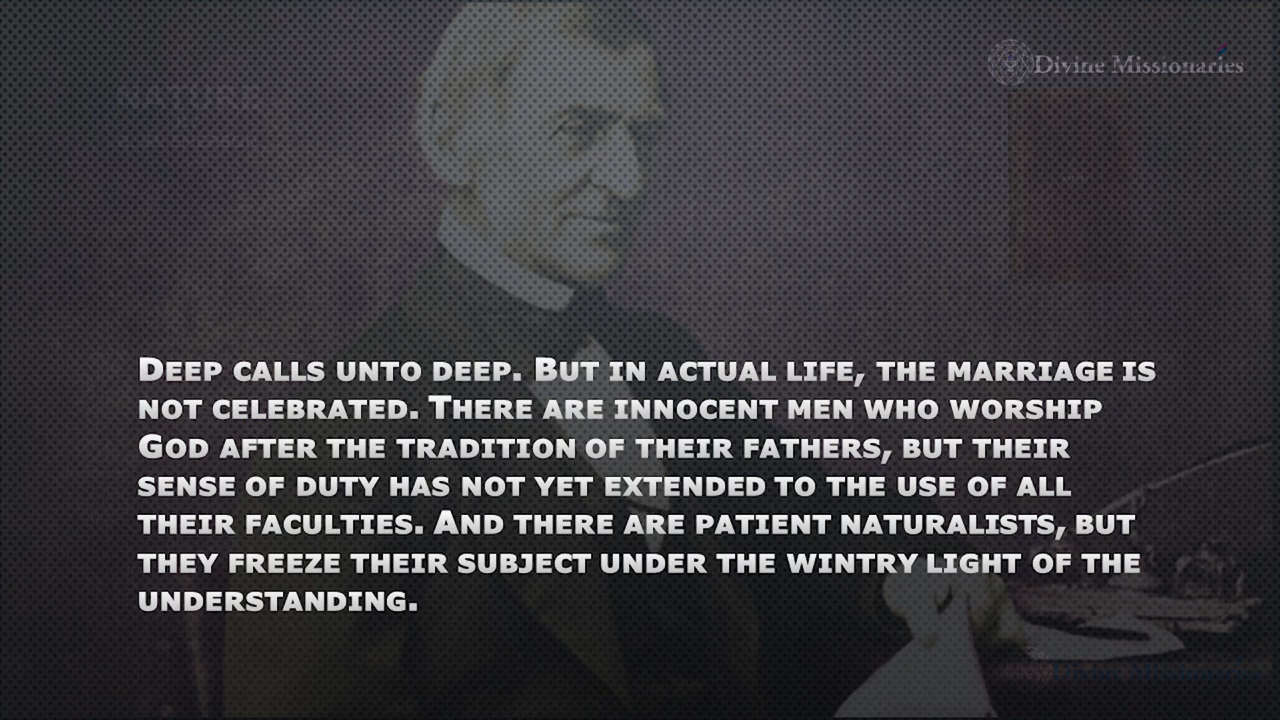 NATURE
Divine Missionaries
DEEP CALLS UNTO DEEP. BUT IN ACTUAL LIFE, THE MARRIAGE IS
NOT CELEBRATED. THERE ARE INNOCENT MEN WHO WORSHIP
GOD AFTER THE TRADITION OF THEIR FATHERS, BUT THEIR
SENSE OF DUTY HAS NOT YET EXTENDED TO THE USE OF ALL
THEIR FACULTIES. AND THERE ARE PATIENT NATURALISTS, BUT
THEY FREEZE THEIR SUBJECT UNDER THE WINTRY LIGHT OF THE
UNDERSTANDING.
Divine Missionaries